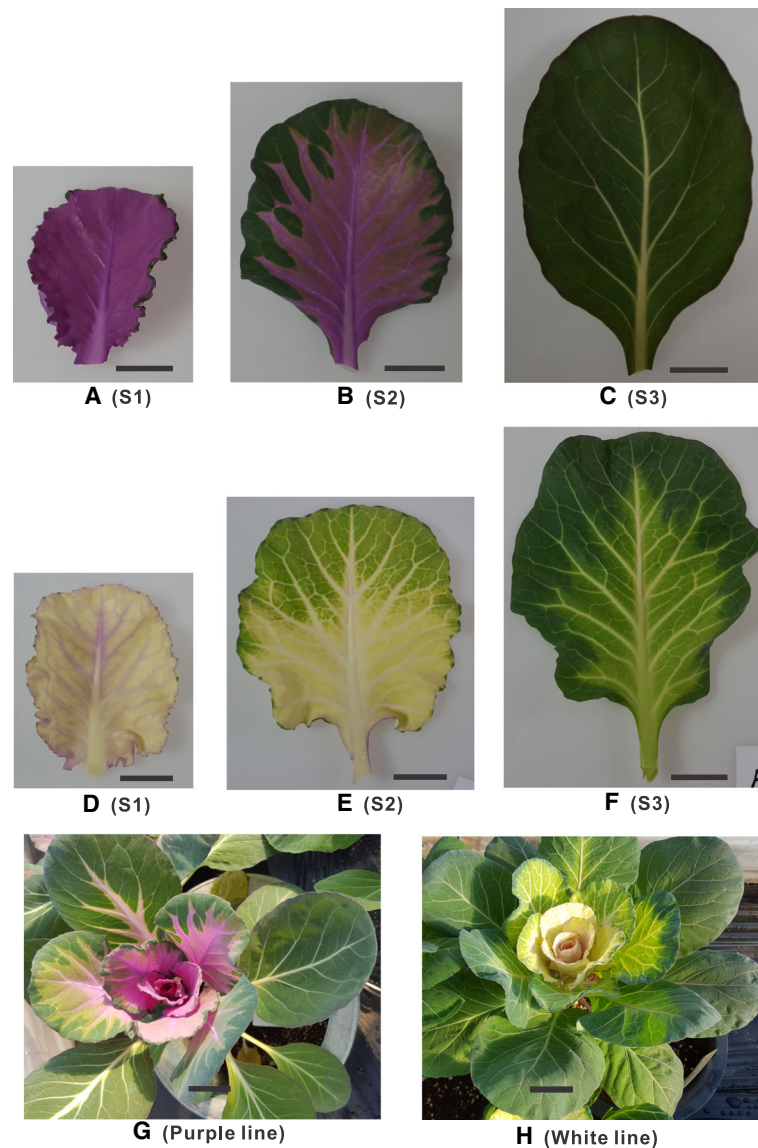 A (S1)
B (S2)
C (S3)
D (S1)
E (S2)
F (S3)
G (Purple line)
H (White line)